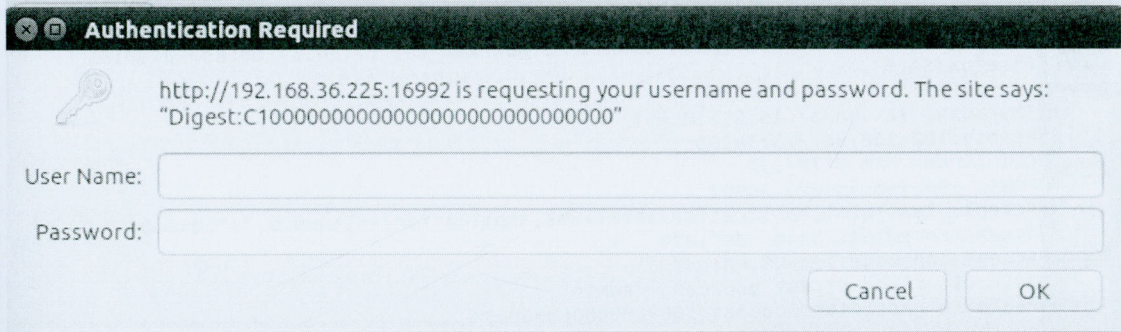 Authentication Required
http://192.168.36.225:16992 is requesting your username and password. The site says:
“Digest:C1000000000000000000000000000000”
User Name:
Password:
Cancel
OK